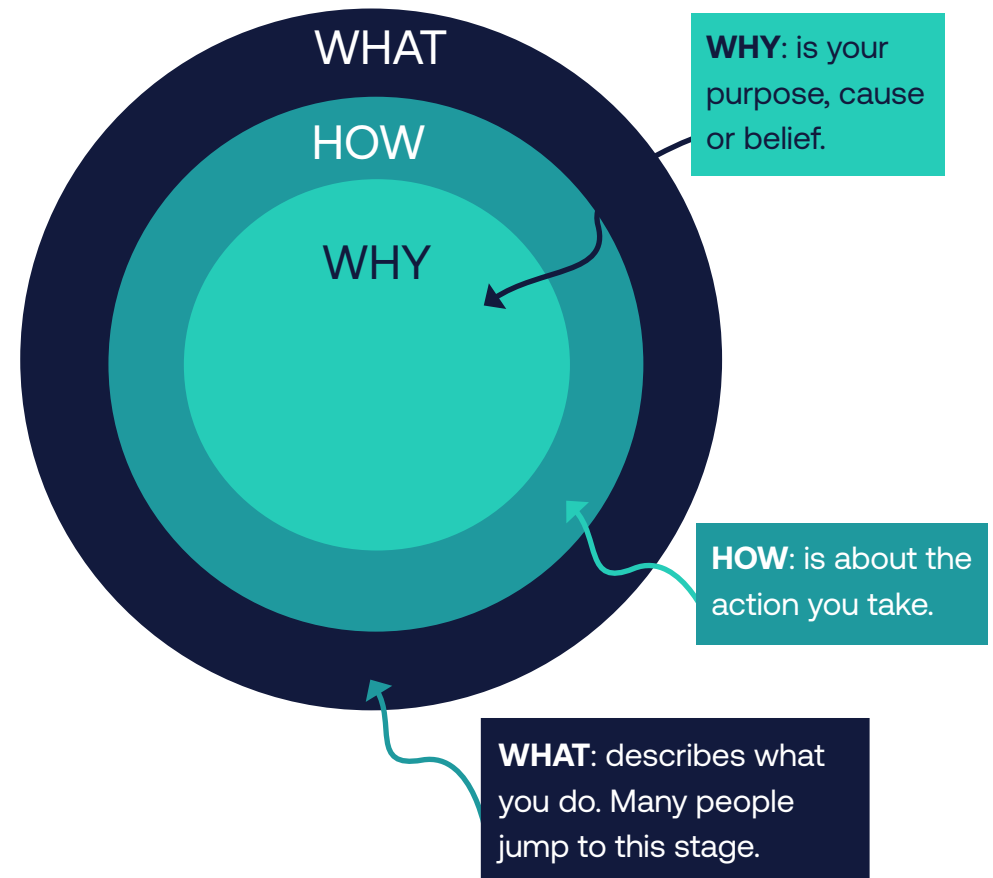 WHAT
HOW
WHY
WHY: is your
purpose, cause
or belief.
HOW: is about the
action you take.
WHAT: describes what
you do. Many people
jump to this stage.